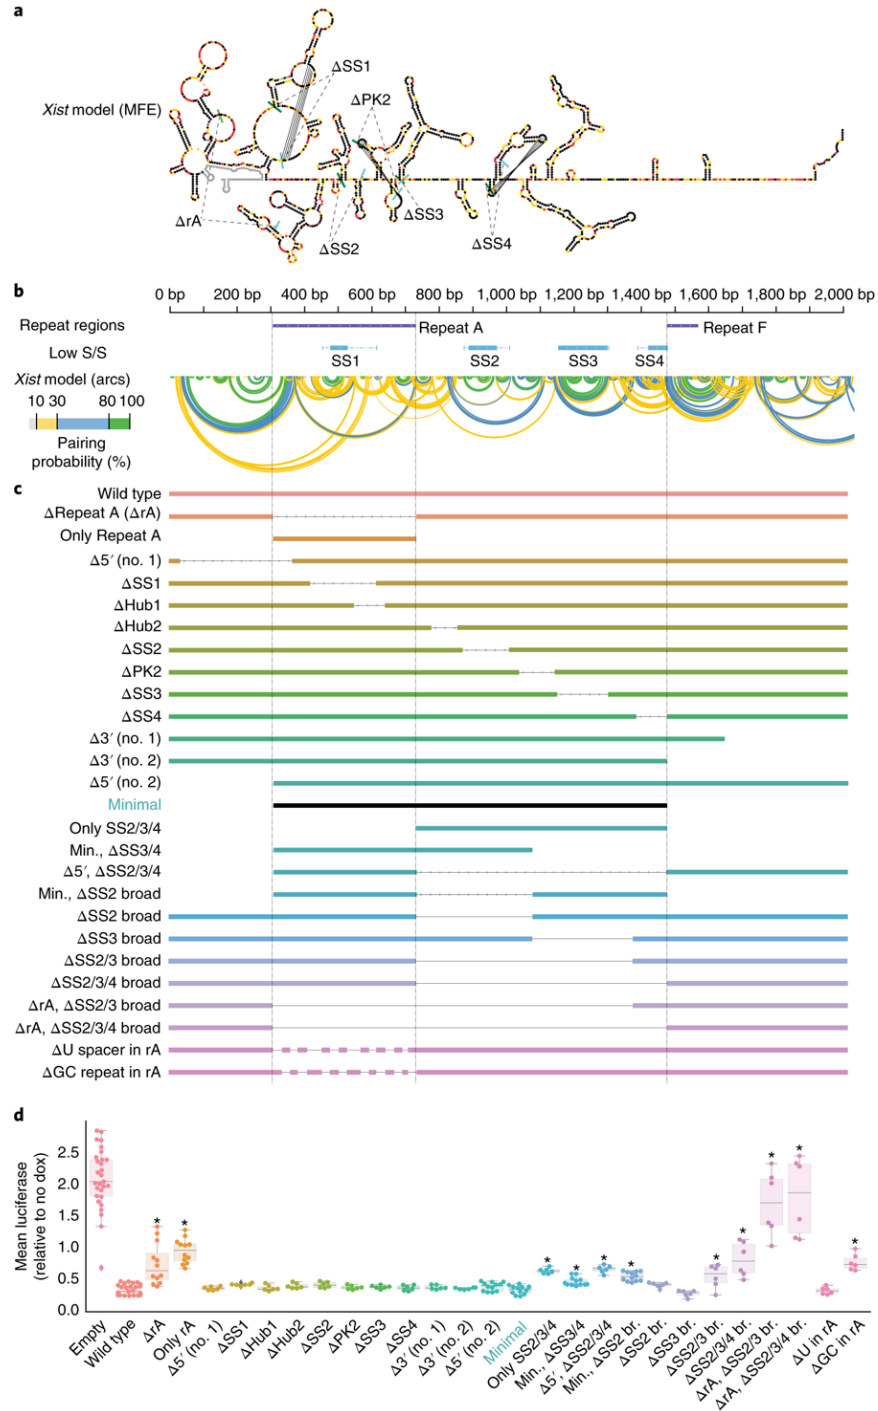 a
ΔSS1
Xist model (MFE)
ΔPK2
ΔrA
ΔSS2
ΔSS3
ΔSS4
b
0 bp 200 bp 400 bp 600 bp 800 bp 1,000 bp 1,200 bp 1,400 bp 1,600 bp 1,800 bp 2,000 bp
Repeat regions
Repeat A
Repeat F
Low S/S
SS1 SS2 SS3 SS4
Xist model (arcs)
10 30 80 100
Pairing
probability (%)
c
Wild type
ΔRepeat A (ΔrA)
Only Repeat A
Δ5′ (no. 1)
ΔSS1
ΔHub1
ΔHub2
ΔSS2
ΔPK2
ΔSS3
ΔSS4
Δ3′ (no. 1)
Δ3′ (no. 2)
Δ5′ (no. 2)
Minimal
Only SS2/3/4
Min., ΔSS3/4
Δ5′, ΔSS2/3/4
Min., ΔSS2 broad
ΔSS2 broad
ΔSS3 broad
ΔSS2/3 broad
ΔSS2/3/4 broad
ΔrA, ΔSS2/3 broad
ΔrA, ΔSS2/3/4 broad
ΔU spacer in rA
ΔGC repeat in rA
d
Mean luciferase
(relative to no dox)
2.5
2.0
1.5
1.0
0.5
0.0
* * * * * * * * * * *
Empty
Wild type
ΔrA
Only rA
Δ5′ (no. 1)
ΔSS1
ΔHub1
ΔHub2
ΔSS2
ΔPK2
ΔSS3
ΔSS4
Δ3′ (no. 1)
Δ3′ (no. 2)
Δ5′ (no. 2)
Minimal
Only SS2/3/4
Min., ΔSS3/4
Δ5′, ΔSS2/3/4
Min., ΔSS2 br.
ΔSS2 br.
ΔSS3 br.
ΔSS2/3 br.
ΔSS2/3/4 br.
ΔrA, ΔSS2/3 br.
ΔrA, ΔSS2/3/4 br.
ΔU in rA
ΔGC in rA